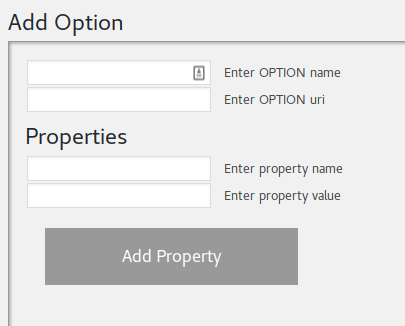 Add Option
Enter OPTION name
Enter OPTION uri
Properties
Enter property name
Enter property value
Add Property